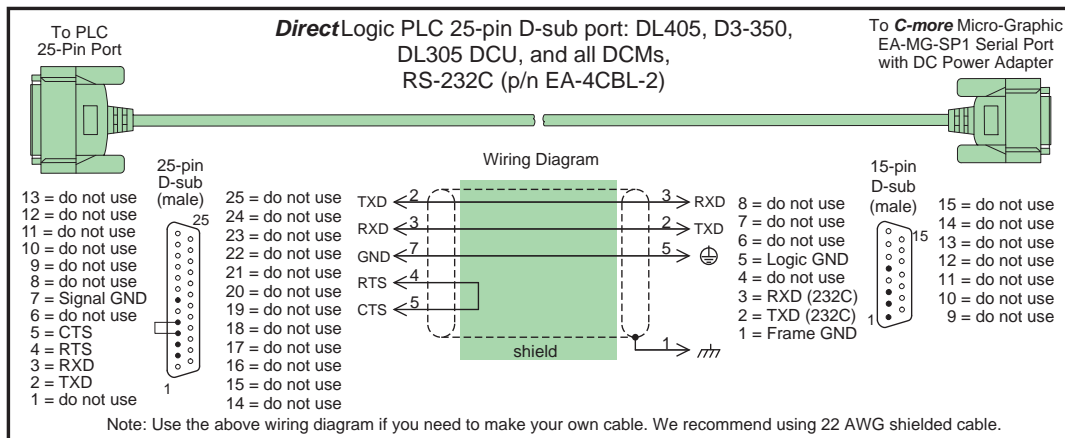 To PLC
25-Pin Port
DirectLogic PLC 25-pin D-sub port: DL405, D3-350,
DL305 DCU, and all DCMs,
RS-232C (p/n EA-4CBL-2)
To C-more Micro-Graphic
EA-MG-SP1 Serial Port
with DC Power Adapter
13 = do not use
12 = do not use
11 = do not use
10 = do not use
9 = do not use
8 = do not use
7 = Signal GND
6 = do not use
5 = CTS
4 = RTS
3 = RXD
2 = TXD
1 = do not use
25-pin
D-sub
(male)
25
1
25 = do not use
24 = do not use
23 = do not use
22 = do not use
21 = do not use
20 = do not use
19 = do not use
18 = do not use
17 = do not use
16 = do not use
15 = do not use
14 = do not use
Wiring Diagram
TXD 2 3 RXD
RXD 3 2 TXD
GND 7 5
RTS 4
CTS 5
shield
1
8 = do not use
7 = do not use
6 = do not use
5 = Logic GND
4 = do not use
3 = RXD (232C)
2 = TXD (232C)
1 = Frame GND
15-pin
D-sub
(male)
15
1
15 = do not use
14 = do not use
13 = do not use
12 = do not use
11 = do not use
10 = do not use
9 = do not use
Note: Use the above wiring diagram if you need to make your own cable. We recommend using 22 AWG shielded cable.